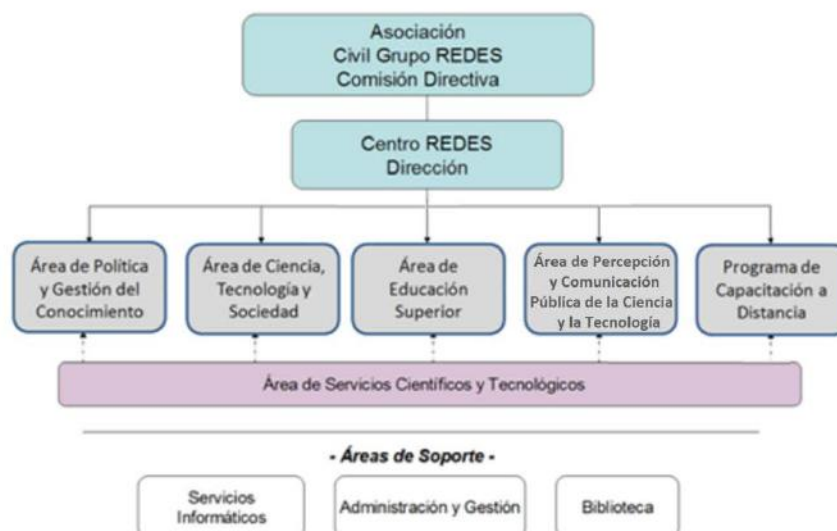 Asociación
Civil Grupo REDES
Comisión Directiva
Centro REDES
Dirección
Área de Política
y Gestión del
Conocimiento
Área de Ciencia,
Tecnología y
Sociedad
Área de
Educación
Superior
Área de Percepción
y Comunicación
Pública de la Ciencia
y la Tecnología
Programa de
Capacitación a
Distancia
Área de Servicios Científicos y Tecnológicos
- Áreas de Soporte -
Servicios
Informáticos
Administración y Gestión
Biblioteca